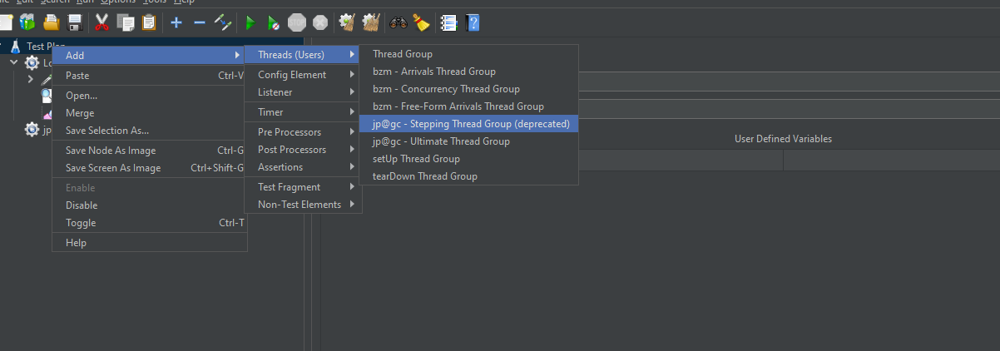 Edit Search Run Options Tools Help
Test Plan
Add
Paste Ctrl-V
Open...
Merge
Save Selection As...
Save Node As Image Ctrl-G
Save Screen As Image Ctrl+Shift-G
Enable
Disable
Toggle Ctrl-T
Help
Threads (Users)
Config Element
Listener
Timer
Pre Processors
Post Processors
Assertions
Test Fragment
Non-Test Elements
Thread Group
bzm - Arrivals Thread Group
bzm - Concurrency Thread Group
bzm - Free-Form Arrivals Thread Group
jp@gc - Stepping Thread Group (deprecated)
jp@gc - Ultimate Thread Group
setUp Thread Group
tearDown Thread Group
User Defined Variables
Lo
jp